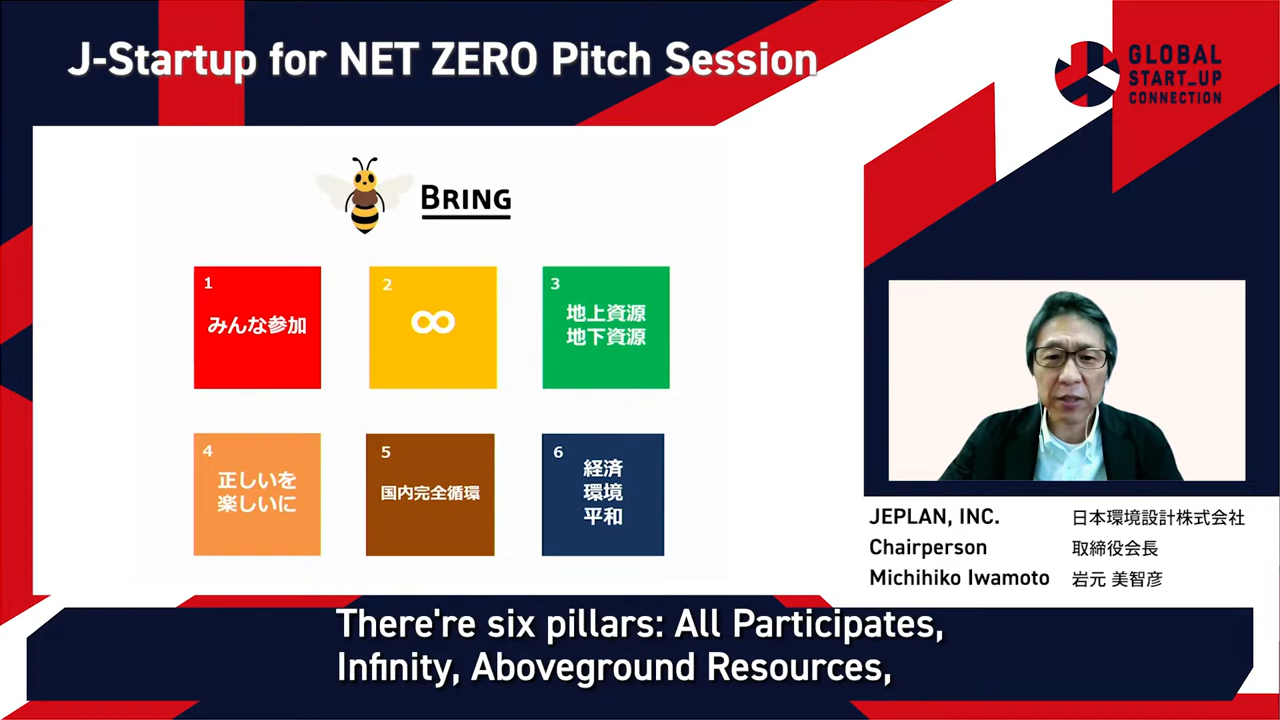 J-Startup for NET ZERO Pitch Session
GLOBAL
START_UP
CONNECTION
BRING
1
みんな参加
2
∞
3
地上資源
地下資源
4
正しいを
楽しいに
5
国内完全循環
6
経済
環境
平和
JEPLAN, INC. 日本環境設計株式会社
Chairperson 取締役会長
Michihiko Iwamoto 岩元 美智彦
There're six pillars: All Participates,
Infinity, Aboveground Resources,